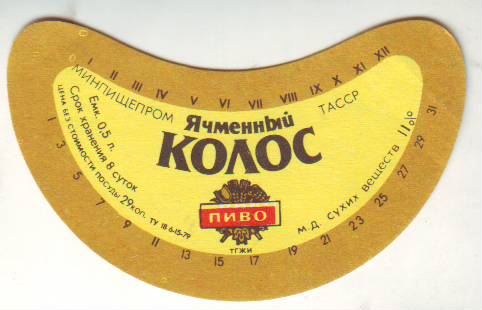 I II III IV V VI VII VIII IX X XI XII
МИНПИЩЕПРОМ ТАССР
Ячменный
КОЛОС
Емк. 0,5 л.
Срок хранения 8 суток
ЦЕНА БЕЗ СТОИМОСТИ ПОСУДЫ 29 коп. ТУ 18-6-15-79
ПИВО
ТГЖИ
М.Д. СУХИХ ВЕЩЕСТВ 11%
1 3 5 7 9 11 13 15 17 19 21 23 25 27 29 31